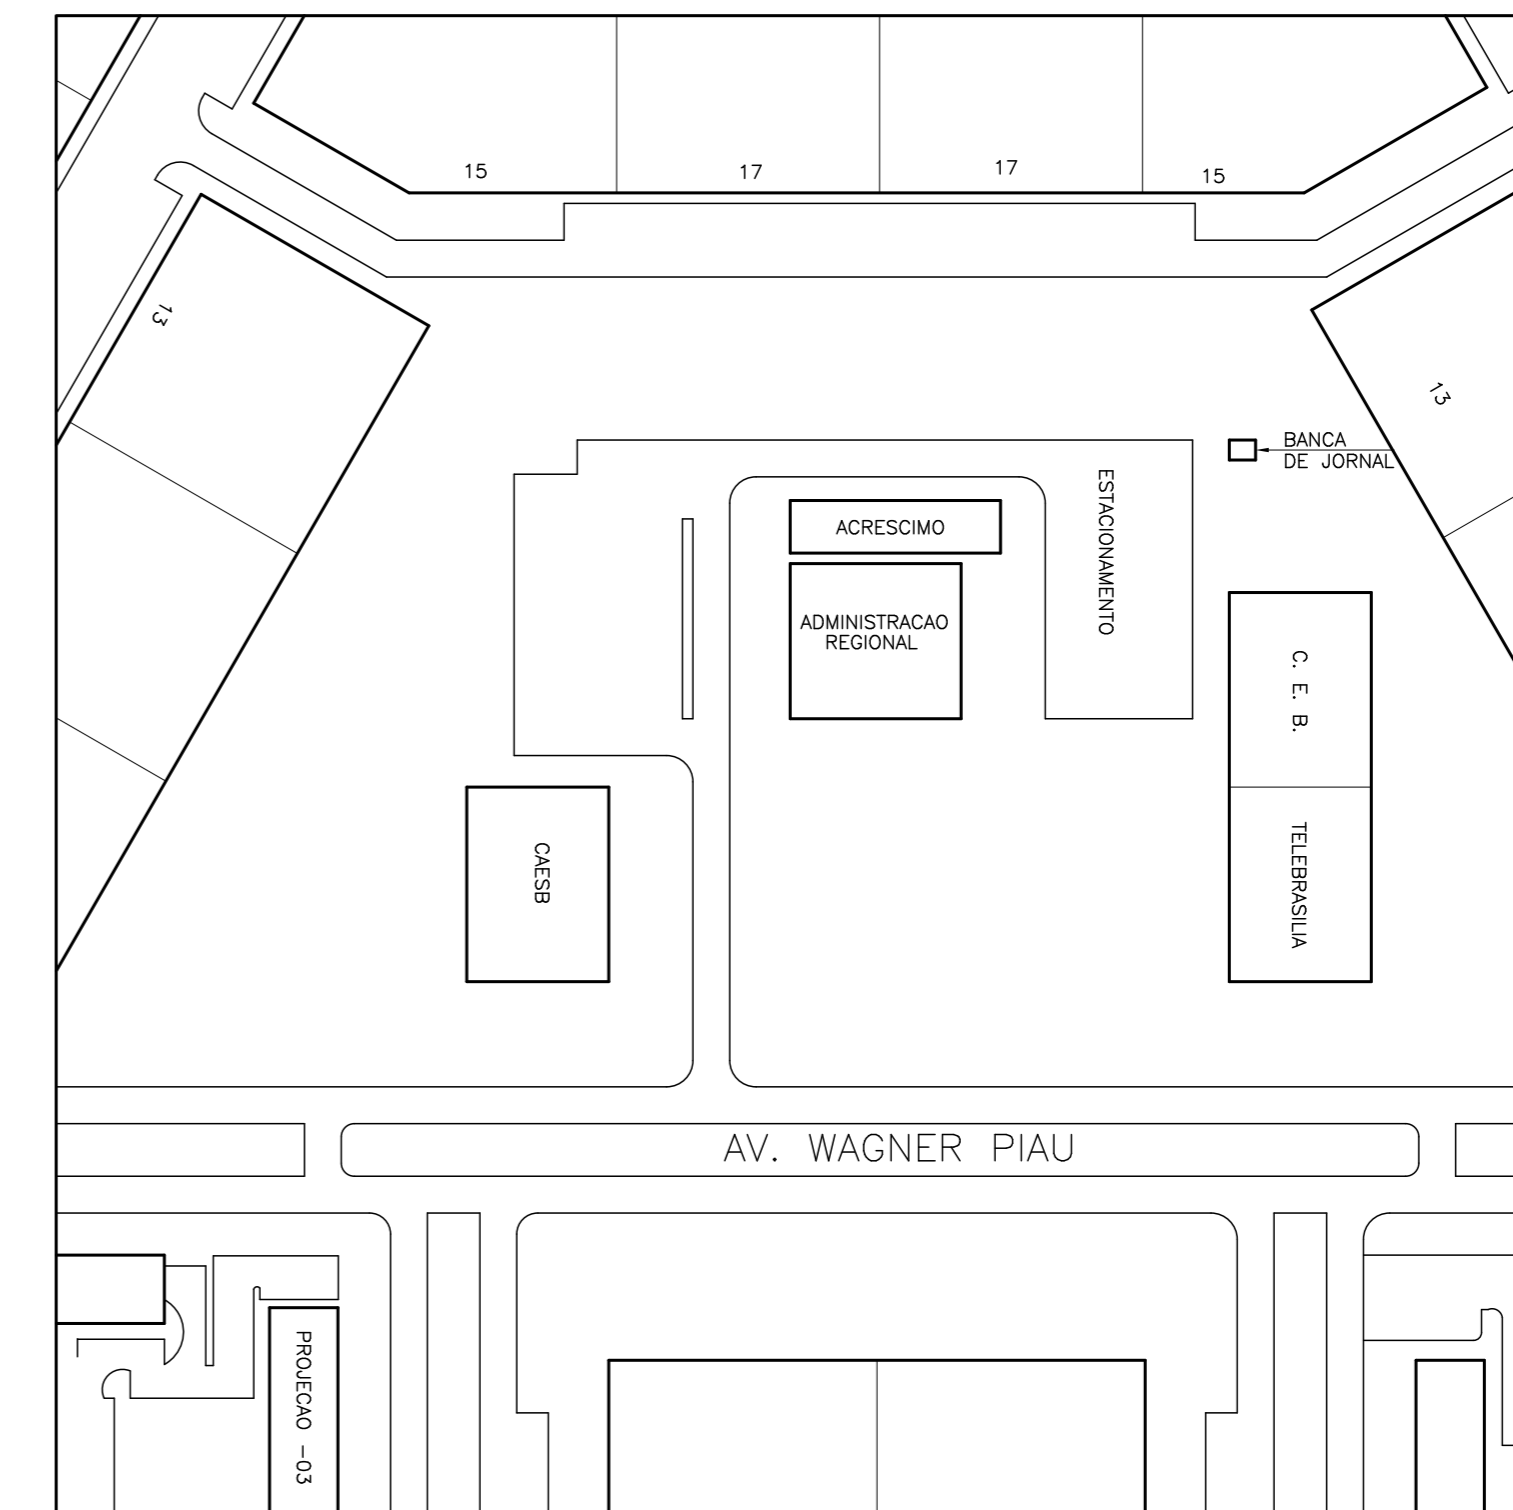 15
17
17
15
13
13
BANCA
DE JORNAL
ESTACIONAMENTO
ACRESCIMO
ADMINISTRACAO
REGIONAL
C. E. B.
TELEBRASILIA
CAESB
AV. WAGNER PIAU
PROJECAO -03